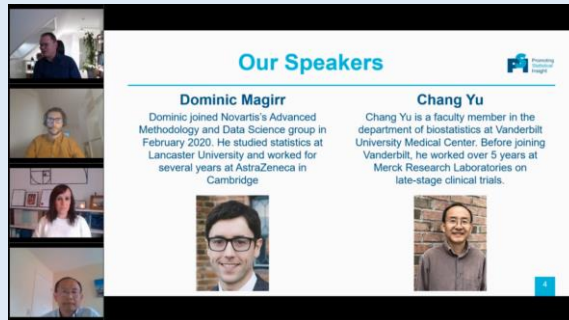 Our Speakers
PSI
Promoting
Statistical
Insight
Dominic Magirr
Dominic joined Novartis's Advanced
Methodology and Data Science group in
February 2020. He studied statistics at
Lancaster University and worked for
several years at AstraZeneca in
Cambridge
Chang Yu
Chang Yu is a faculty member in the
department of biostatistics at Vanderbilt
University Medical Center. Before joining
Vanderbilt, he worked over 5 years at
Merck Research Laboratories on
late-stage clinical trials.
4